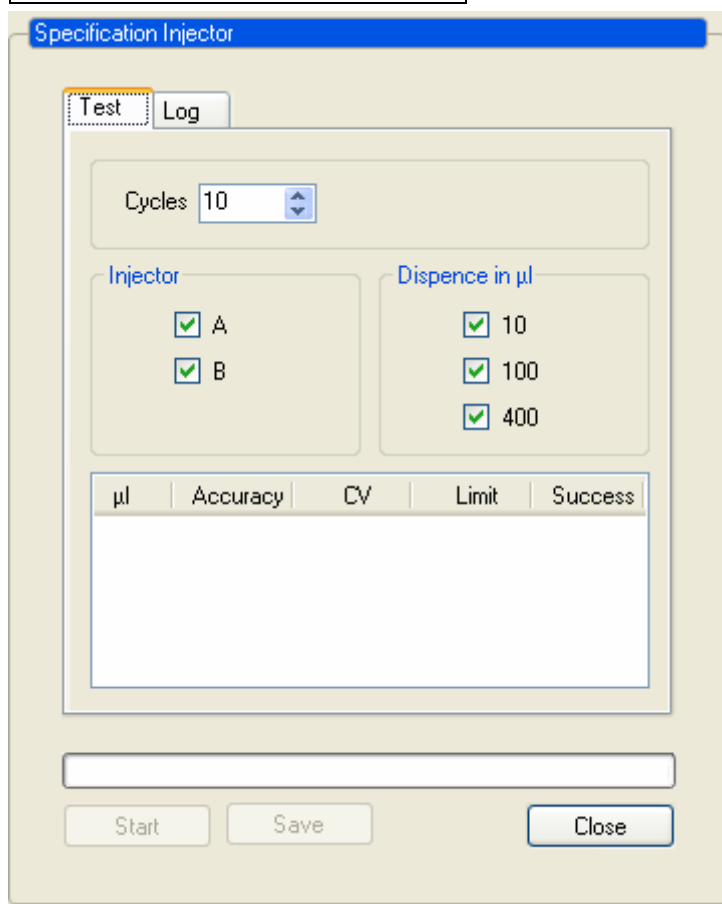 Specification Injector
Test Log
Cycles 10
Injector Dispence in µl
A 10
B 100
400
µl Accuracy CV Limit Success
Start Save Close